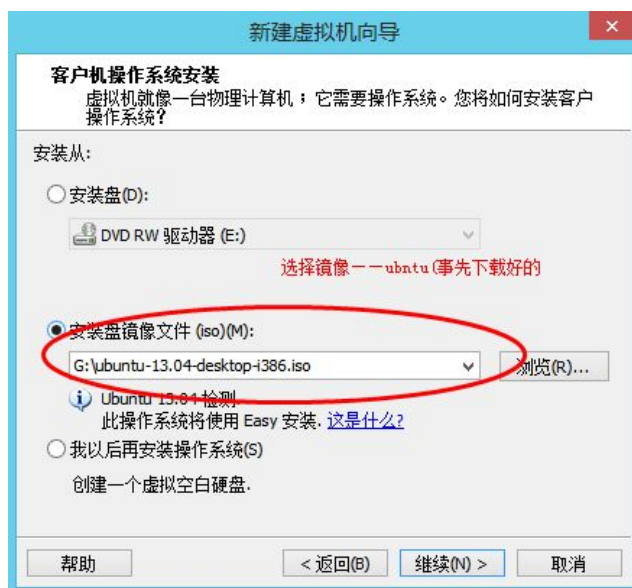 新建虚拟机向导
客户机操作系统安装
虚拟机就像一台物理计算机；它需要操作系统。您将如何安装客户
操作系统？
安装从:
安装盘(D):
DVD RW 驱动器 (E:)
选择镜像－－ubntu(事先下载好的
安装盘镜像文件 (iso)(M):
G:\ubuntu-13.04-desktop-i386.iso
浏览(R)...
Ubuntu 13.04 检测.
此操作系统将使用 Easy 安装. 这是什么?
我以后再安装操作系统(S)
创建一个虚拟空白硬盘.
帮助
< 返回(B)
继续(N) >
取消